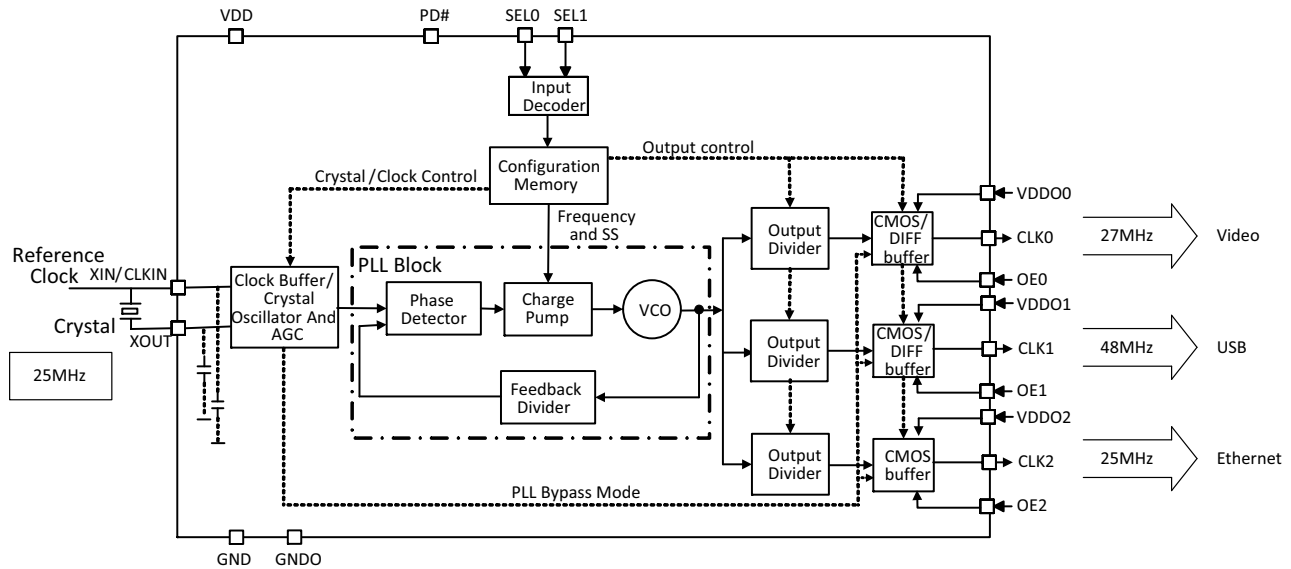 VDD
PD#
SEL0
SEL1
Input
Decoder
Output control
Configuration
Memory
Crystal /Clock Control
Frequency
and SS
Reference
Clock
XIN/CLKIN
Crystal
XOUT
25MHz
Clock Buffer/
Crystal
Oscillator And
AGC
PLL Block
Phase
Detector
Charge
Pump
VCO
Feedback
Divider
PLL Bypass Mode
Output
Divider
Output
Divider
Output
Divider
CMOS/
DIFF
buffer
CMOS/
DIFF
buffer
CMOS
buffer
VDDO0
CLK0
OE0
VDDO1
CLK1
OE1
VDDO2
CLK2
OE2
27MHz
Video
48MHz
USB
25MHz
Ethernet
GND
GNDO